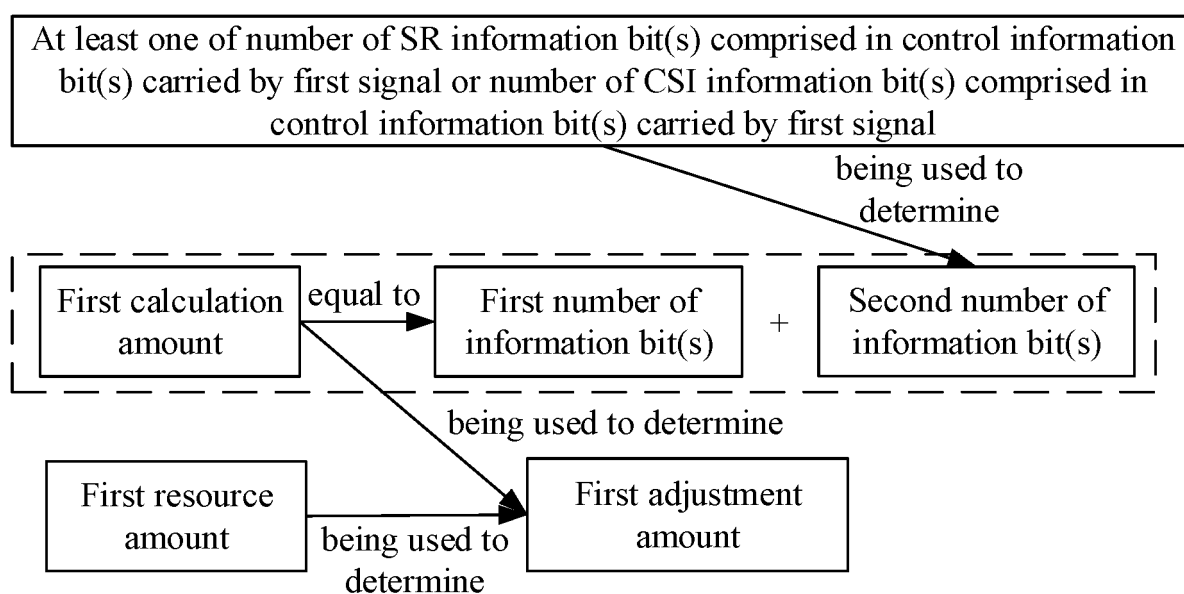 At least one of number of SR information bit(s) comprised in control information
bit(s) carried by first signal or number of CSI information bit(s) comprised in
control information bit(s) carried by first signal
being used to
determine
First calculation
amount
equal to
First number of
information bit(s)
+
Second number of
information bit(s)
being used to determine
First resource
amount
being used to
determine
First adjustment
amount